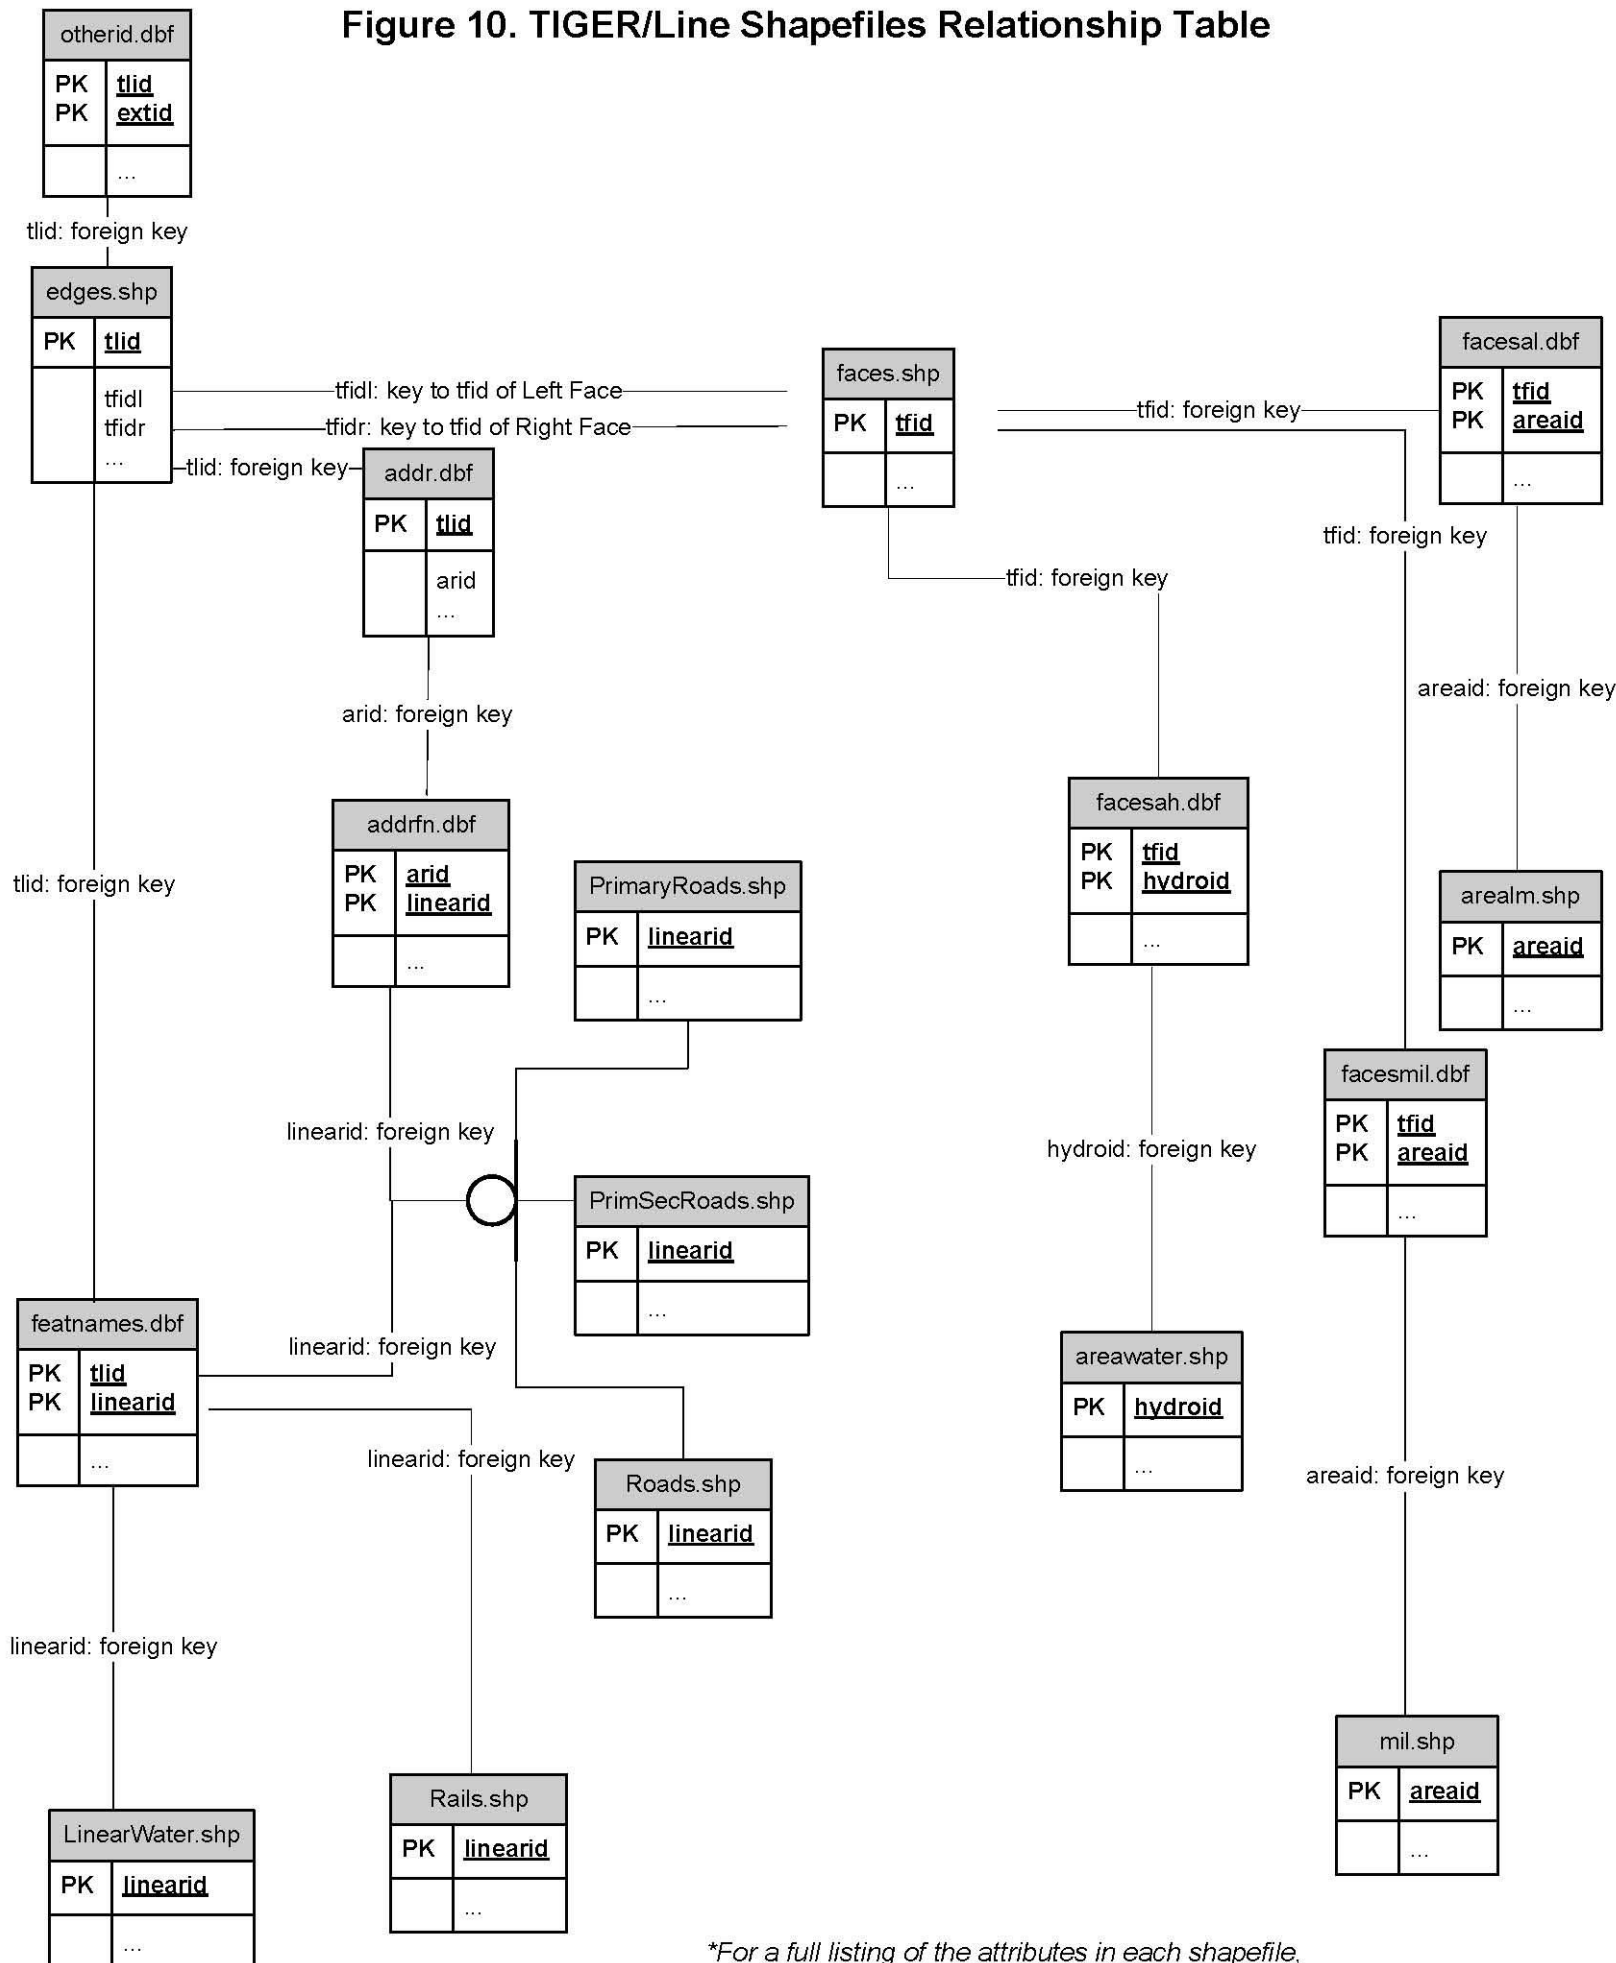 Figure 10. TIGER/Line Shapefiles Relationship Table
otherid.dbf
PK tlid
PK extid
...
tlid: foreign key
edges.shp
PK tlid
tfidl
tfidr
...
tfidl: key to tfid of Left Face
tfidr: key to tfid of Right Face
tlid: foreign key
faces.shp
PK tfid
...
tfid: foreign key
facesal.dbf
PK tfid
PK areaid
...
addr.dbf
PK tlid
arid
...
tfid: foreign key
tfid: foreign key
areaid: foreign key
arid: foreign key
addrfn.dbf
PK arid
PK linearid
...
tlid: foreign key
PrimaryRoads.shp
PK linearid
...
facesah.dbf
PK tfid
PK hydroid
...
arealm.shp
PK areaid
...
facesmil.dbf
PK tfid
PK areaid
...
linearid: foreign key
hydroid: foreign key
PrimSecRoads.shp
PK linearid
...
featnames.dbf
PK tlid
PK linearid
...
linearid: foreign key
linearid: foreign key
areawater.shp
PK hydroid
...
Roads.shp
PK linearid
...
areaid: foreign key
linearid: foreign key
mil.shp
PK areaid
...
Rails.shp
PK linearid
...
LinearWater.shp
PK linearid
...
*For a full listing of the attributes in each shapefile,